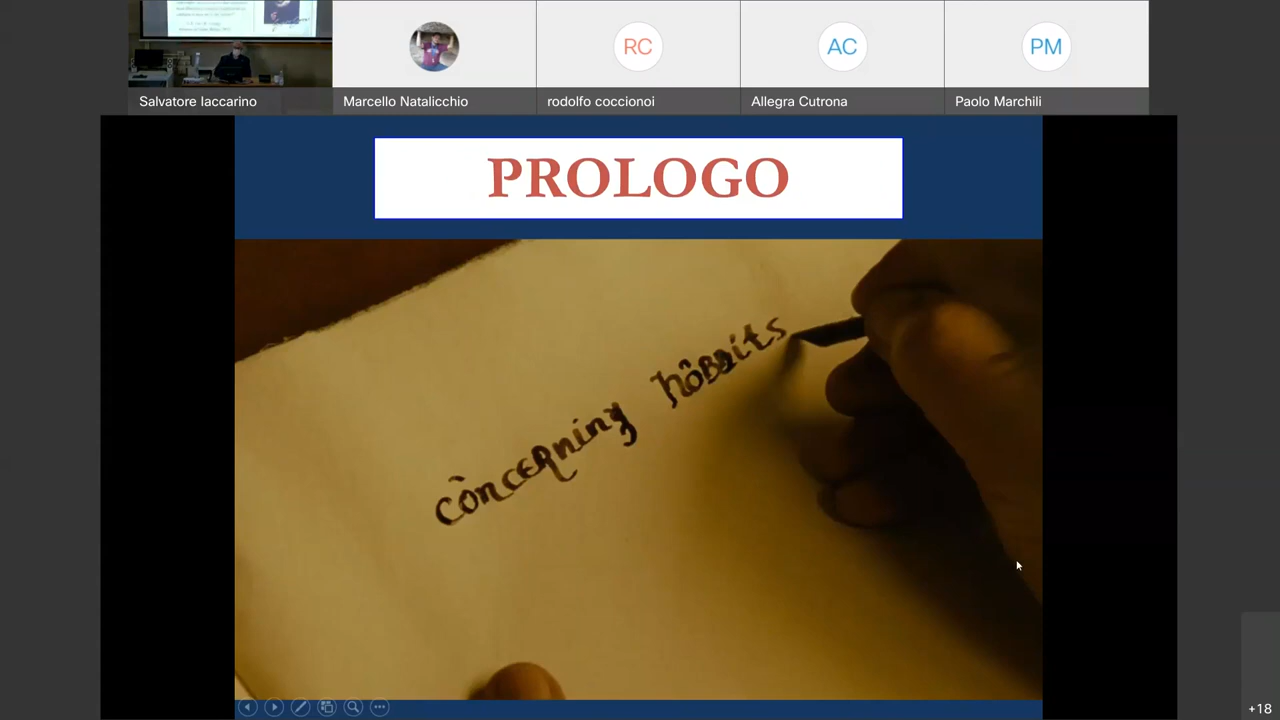 RC
AC
PM
Salvatore Iaccarino
Marcello Natalicchio
rodolfo coccionoi
Allegra Cutrona
Paolo Marchili
PROLOGO
concerning hobbits
+18